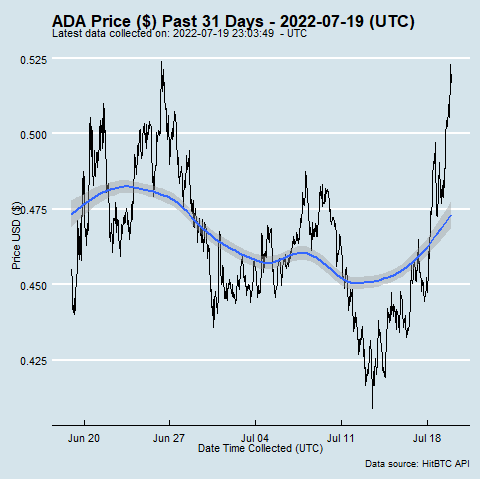 ADA Price ($) Past 31 Days - 2022-07-19 (UTC)
Latest data collected on: 2022-07-19 23:03:49  - UTC
0.525
0.500
0.475
0.450
0.425
Price USD ($)
Jun 20
Jun 27
Jul 04
Jul 11
Jul 18
Date Time Collected (UTC)
Data source: HitBTC API